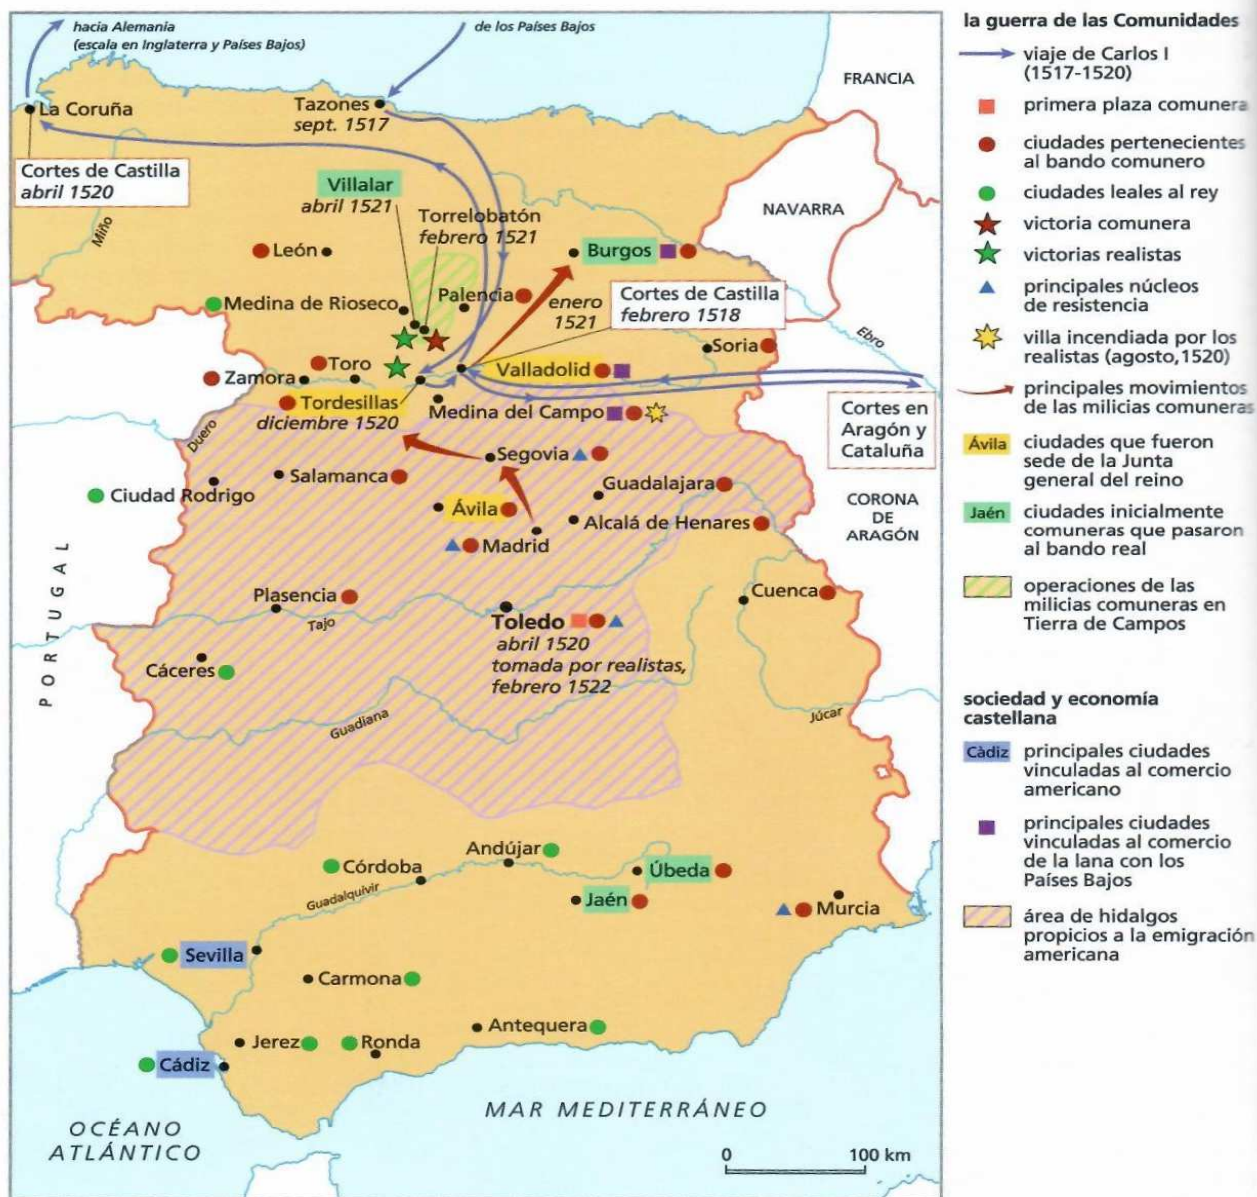 hacia Alemania
(escala en Inglaterra y Países Bajos)
de los Países Bajos
FRANCIA
La Coruña
Tazones
sept. 1517
Cortes de Castilla
abril 1520
Villalar
abril 1521
Torrelobatón
febrero 1521
NAVARRA
Miño
León
Burgos
Medina de Rioseco
Palencia
enero
1521
Cortes de Castilla
febrero 1518
Ebro
Soria
Toro
Zamora
Valladolid
Tordesillas
diciembre 1520
Medina del Campo
Cortes en
Aragón y
Cataluña
Duero
Segovia
Salamanca
Guadalajara
Ciudad Rodrigo
Ávila
Alcalá de Henares
CORONA
DE
ARAGÓN
Madrid
PORTUGAL
Plasencia
Tajo
Cuenca
Toledo
abril 1520
tomada por realistas,
febrero 1522
Cáceres
Guadiana
Júcar
Andújar
Córdoba
Úbeda
Guadalquivir
Jaén
Murcia
Sevilla
Carmona
Antequera
Jerez
Ronda
Cádiz
MAR MEDITERRÁNEO
OCÉANO
ATLÁNTICO
0 100 km
la guerra de las Comunidades
viaje de Carlos I
(1517-1520)
primera plaza comunera
ciudades pertenecientes
al bando comunero
ciudades leales al rey
victoria comunera
victorias realistas
principales núcleos
de resistencia
villa incendiada por los
realistas (agosto,1520)
principales movimientos
de las milicias comuneras
Ávila
ciudades que fueron
sede de la Junta
general del reino
Jaén
ciudades inicialmente
comuneras que pasaron
al bando real
operaciones de las
milicias comuneras en
Tierra de Campos
sociedad y economía
castellana
Càdiz
principales ciudades
vinculadas al comercio
americano
principales ciudades
vinculadas al comercio
de la lana con los
Países Bajos
área de hidalgos
propicios a la emigración
americana